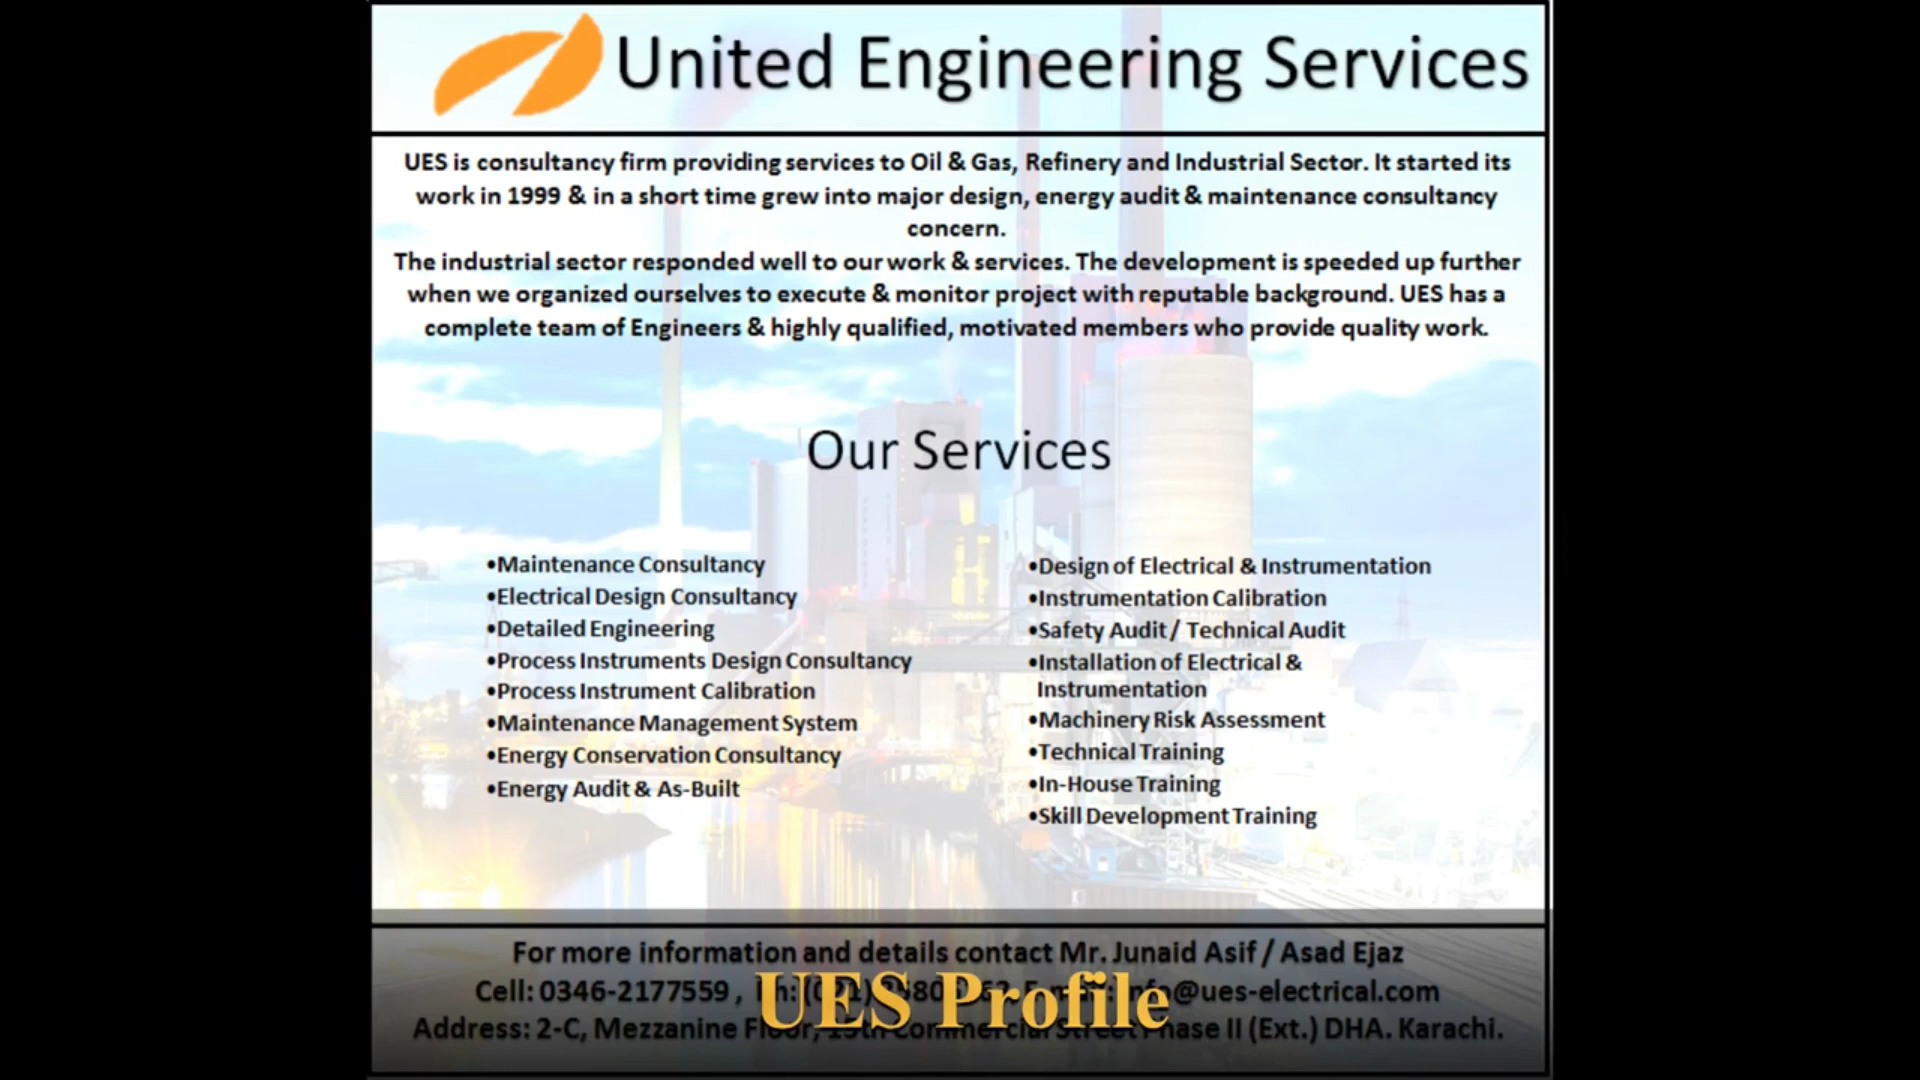 United Engineering Services
UES is consultancy firm providing services to Oil & Gas, Refinery and Industrial Sector. It started its
work in 1999 & in a short time grew into major design, energy audit & maintenance consultancy
concern.
The industrial sector responded well to our work & services. The development is speeded up further
when we organized ourselves to execute & monitor project with reputable background. UES has a
complete team of Engineers & highly qualified, motivated members who provide quality work.
Our Services
•Maintenance Consultancy
•Electrical Design Consultancy
•Detailed Engineering
•Process Instruments Design Consultancy
•Process Instrument Calibration
•Maintenance Management System
•Energy Conservation Consultancy
•Energy Audit & As-Built
•Design of Electrical & Instrumentation
•Instrumentation Calibration
•Safety Audit / Technical Audit
•Installation of Electrical &
Instrumentation
•Machinery Risk Assessment
•Technical Training
•In-House Training
•Skill Development Training
For more information and details contact Mr. Junaid Asif / Asad Ejaz
Cell: 0346-2177559 , @ues-electrical.com
Address: 2-C, Mezzanine Floor, 15th Commercial Street Phase II (Ext.) DHA. Karachi.
UES Profile